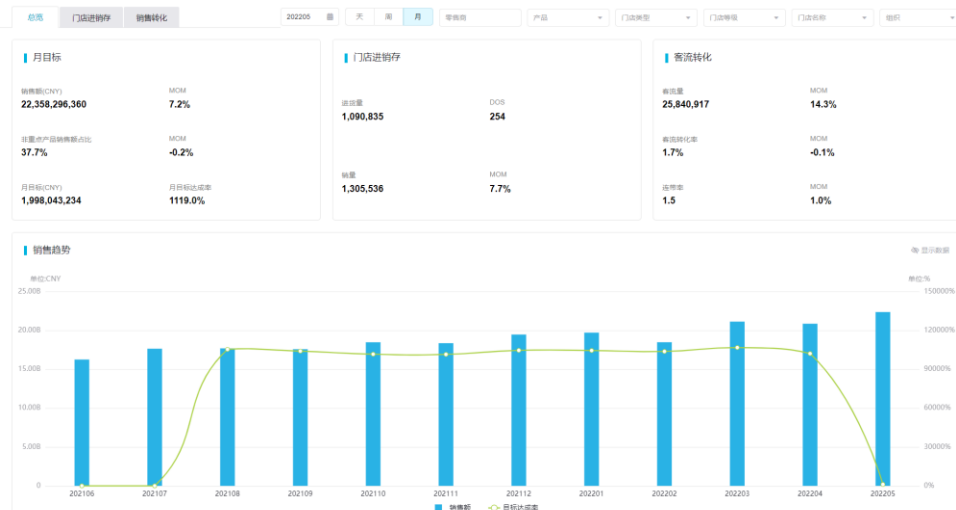 总览 门店进销存 销售转化 202205 天 周 月 零售商 产品 门店类型 门店等级 门店名称 组织
月目标 门店进销存 客流转化
销售额(CNY) MOM 进货量 DOS 客流量 MOM
22,358,296,360 7.2% 1,090,835 254 25,840,917 14.3%
非重点产品销售额占比 MOM 客流转化率 MOM
37.7% -0.2% 1.7% -0.1%
销量 MOM
1,305,536 7.7%
月目标(CNY) 月目标达成率 连带率 MOM
1,998,043,234 1119.0% 1.5 1.0%
销售趋势 显示数据
单位:CNY 单位:%
25.00B 150000%
20.00B 120000%
15.00B 90000%
10.00B 60000%
5.00B 30000%
0 0%
202106 202107 202108 202109 202110 202111 202112 202201 202202 202203 202204 202205
销售额 目标达成率